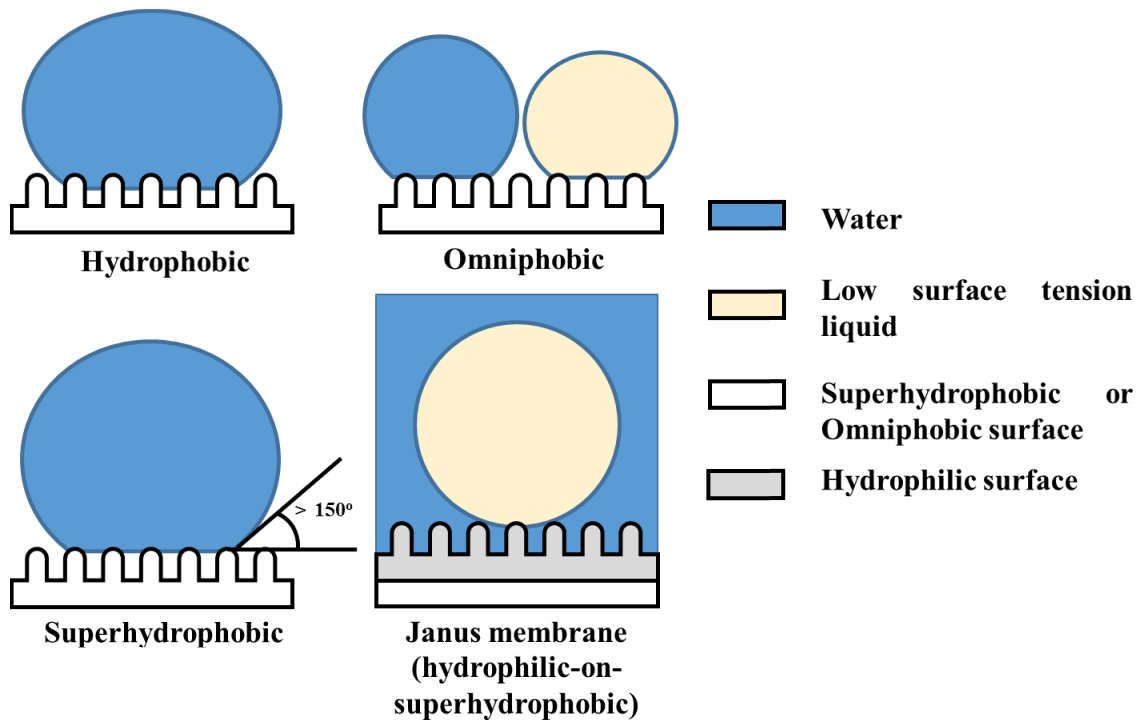 Hydrophobic
Omniphobic
Water
Low surface tension
liquid
Superhydrophobic or
Omniphobic surface
Hydrophilic surface
> 150º
Superhydrophobic
Janus membrane
(hydrophilic-on-
superhydrophobic)